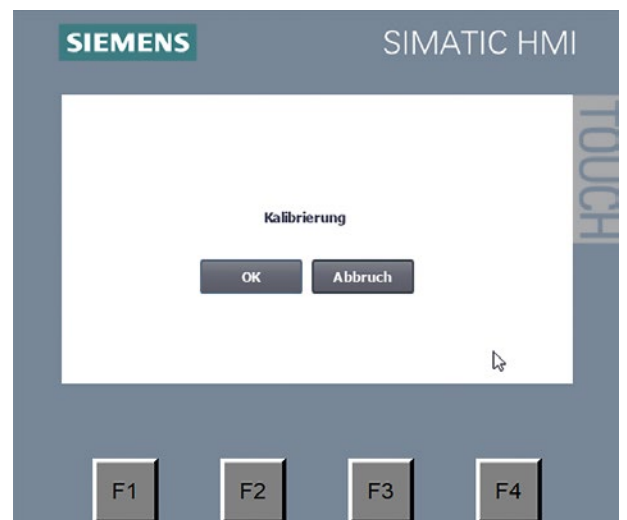 SIEMENS
SIMATIC HMI
TOUCH
Kalibrierung
OK
Abbruch
F1
F2
F3
F4